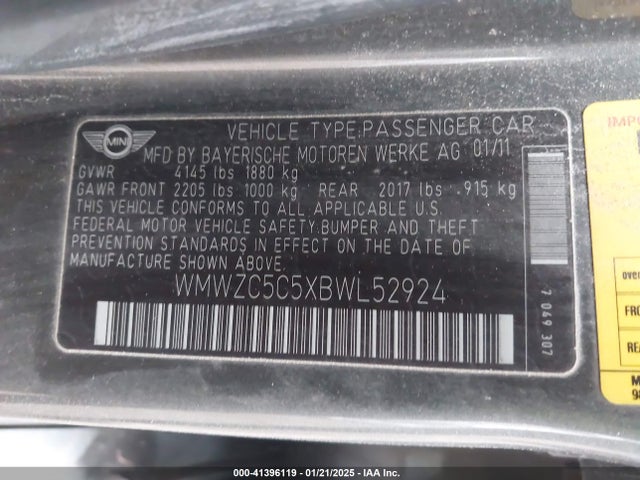 MINI
VEHICLE TYPE:PASSENGER CAR
MFD BY BAYERISCHE MOTOREN WERKE AG 01/11
GVWR 4145 lbs 1880 kg
GAWR FRONT 2205 lbs 1000 kg REAR 2017 lbs .915 kg
THIS VEHICLE CONFORMS TO ALL APPLICABLE U.S.
FEDERAL MOTOR VEHICLE SAFETY,BUMPER AND THEFT
PREVENTION STANDARDS IN EFFECT ON THE DATE OF
MANUFACTURE SHOWN ABOVE.
WMWZC5C5XBWL52924
7 049 307
000-41396119 - 01/21/2025 - IAA Inc.